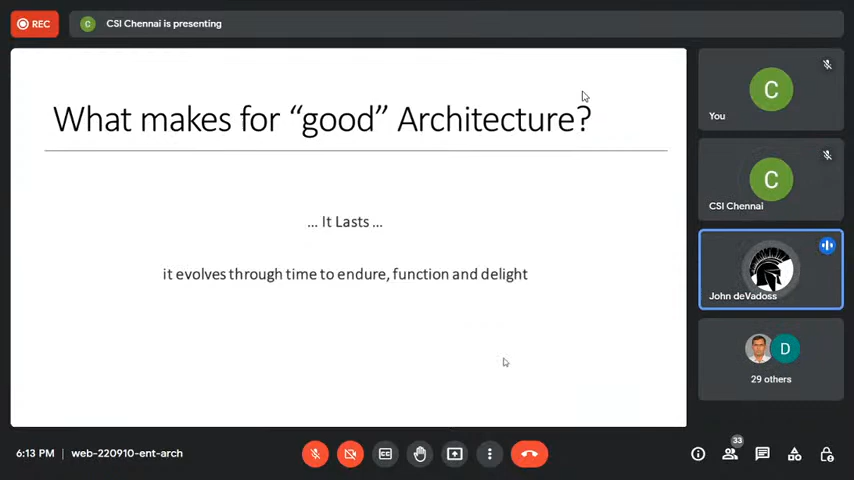 REC
C
CSI Chennai is presenting
What makes for “good” Architecture?
... It Lasts ...
it evolves through time to endure, function and delight
C
You
C
CSI Chennai
John deVadoss
D
29 others
6:13 PM | web-220910-ent-arch
CC
33